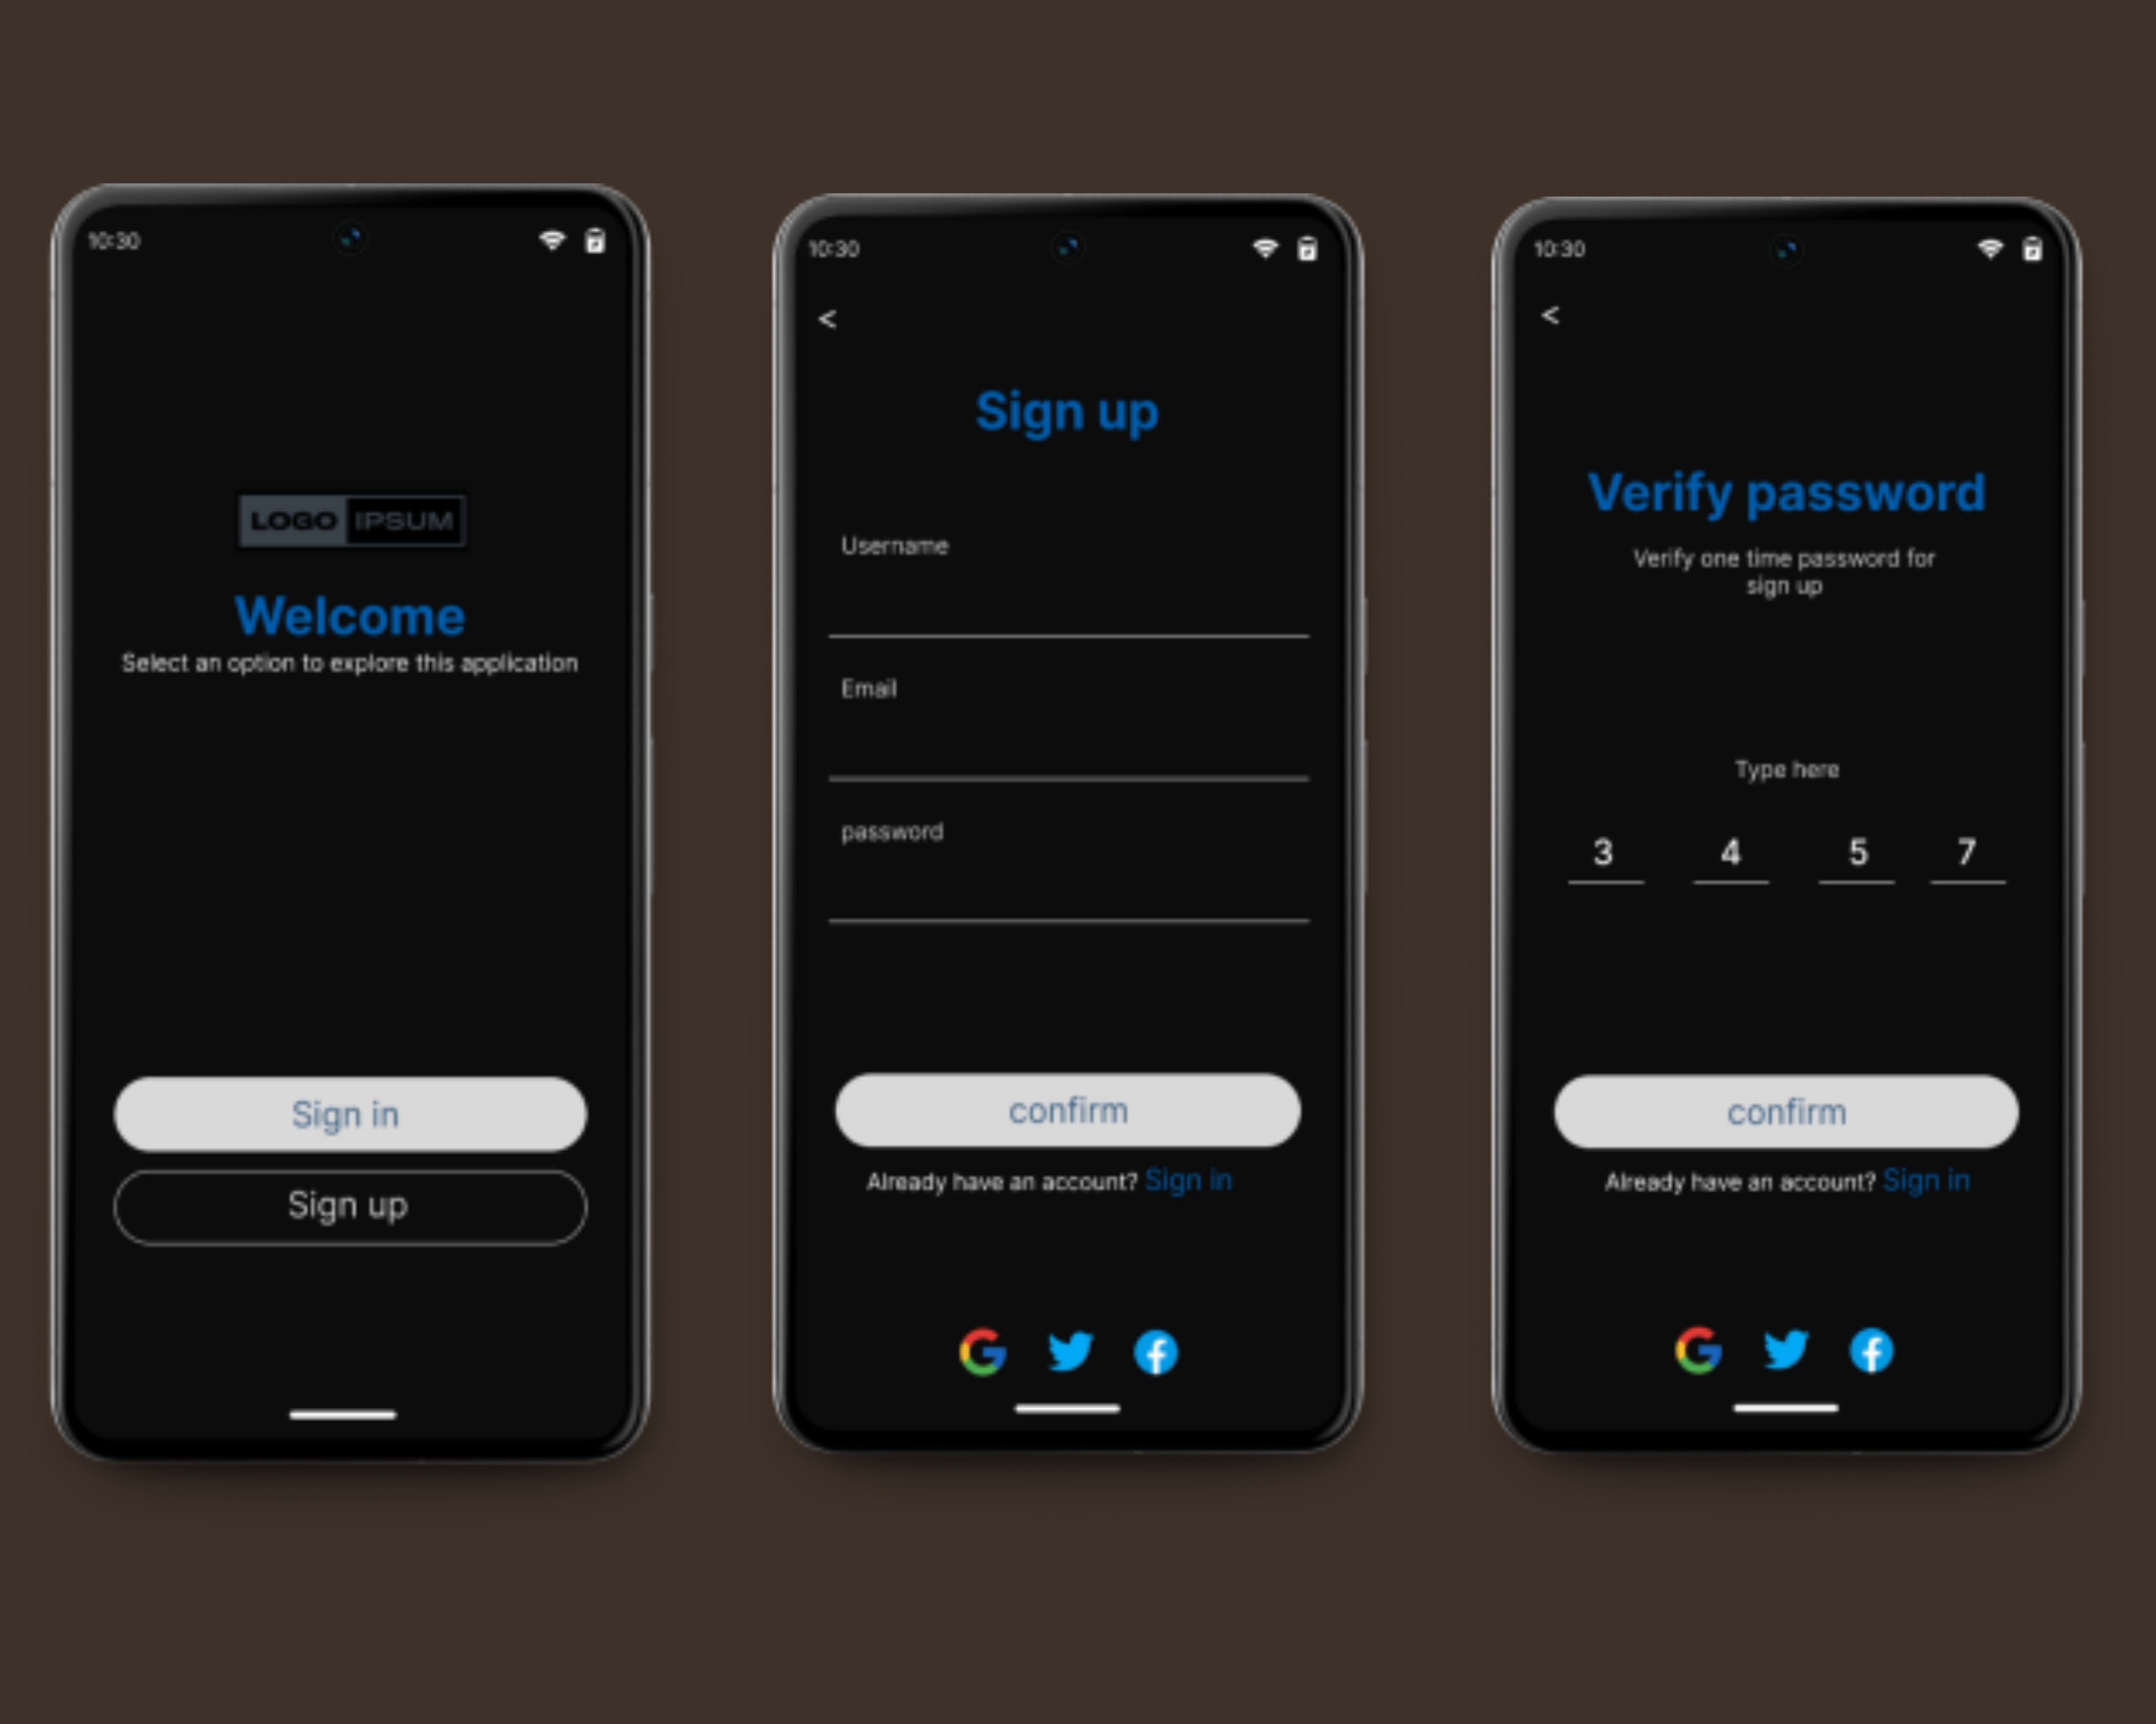 10:30
LOGO IPSUM
Welcome
Select an option to explore this application
Sign in
Sign up
10:30
<
Sign up
Username
Email
password
confirm
Already have an account? Sign in
10:30
<
Verify password
Verify one time password for
sign up
Type here
3 4 5 7
confirm
Already have an account? Sign in